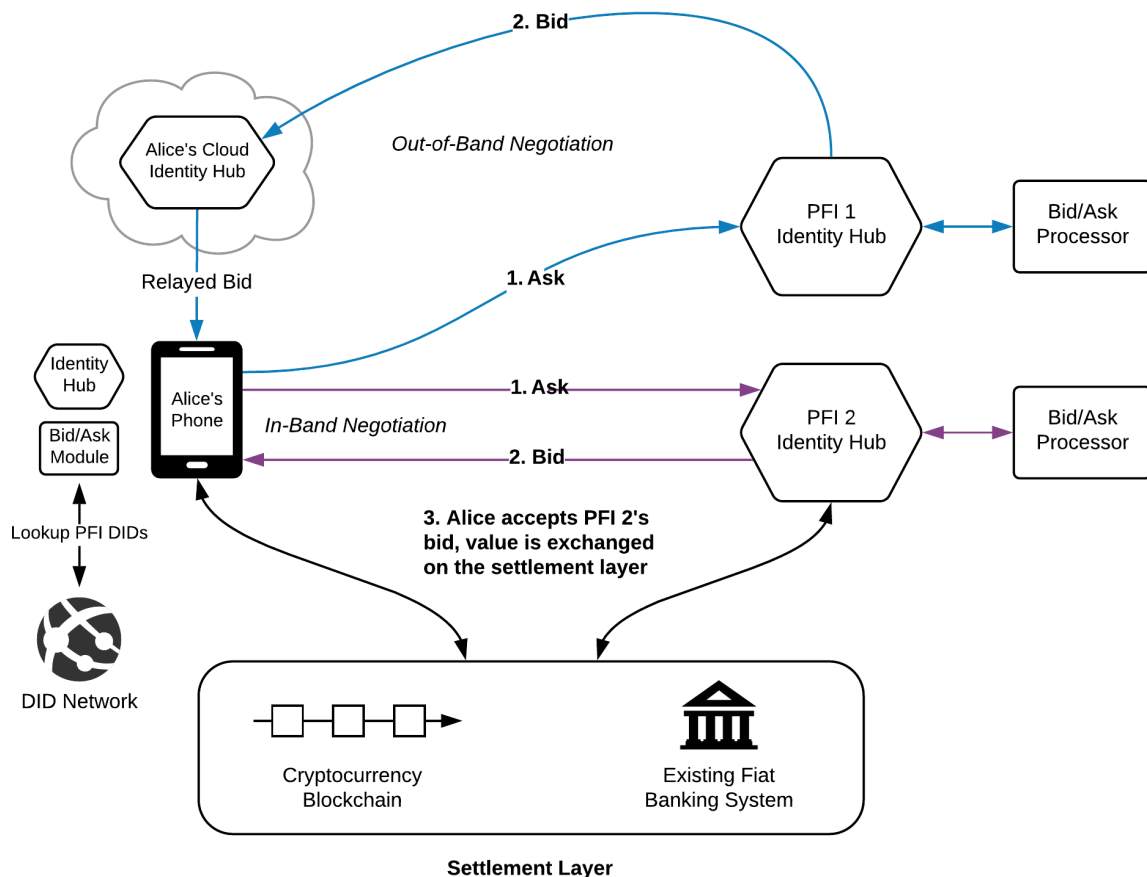 2. Bid
Alice's Cloud
Identity Hub
Out-of-Band Negotiation
PFI 1
Identity Hub
Bid/Ask
Processor
Relayed Bid
1. Ask
Identity
Hub
Alice's
Phone
1. Ask
PFI 2
Identity Hub
Bid/Ask
Processor
Bid/Ask
Module
In-Band Negotiation
2. Bid
Lookup PFI DIDs
3. Alice accepts PFI 2's
bid, value is exchanged
on the settlement layer
DID Network
Cryptocurrency
Blockchain
Existing Fiat
Banking System
Settlement Layer